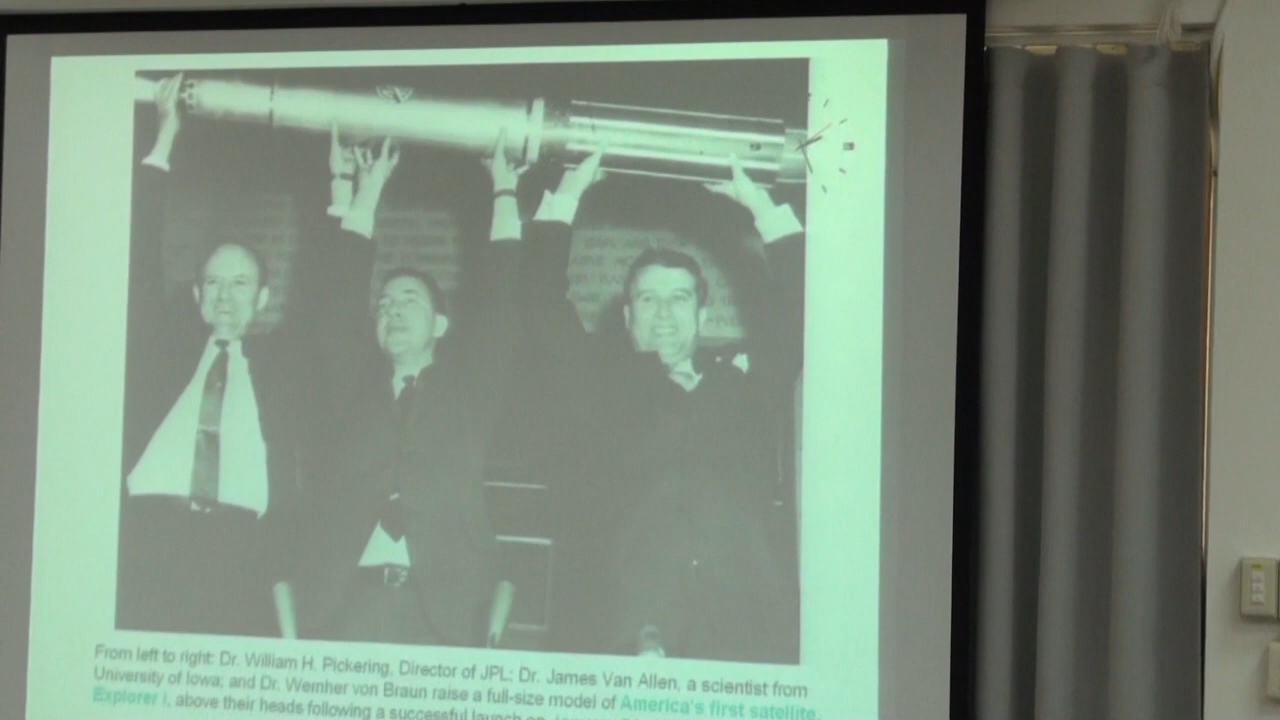 From left to right: Dr. William H. Pickering, Director of JPL; Dr. James Van Allen, a scientist from
University of Iowa; and Dr. Wernher von Braun raise a full-size model of America's first satellite,
Explorer I, above their heads following a successful launch on